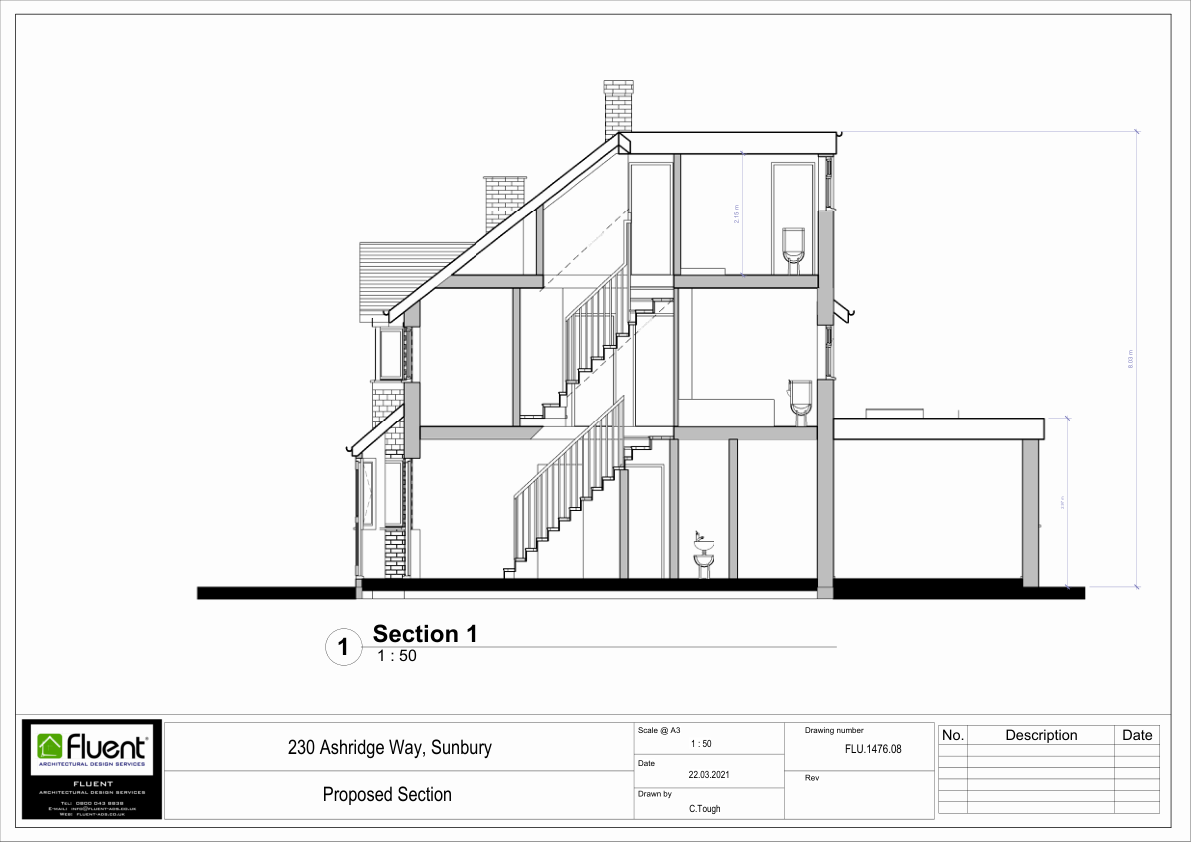 2.15 m
8.03 m
1
Section 1
1 : 50
Fluent®
ARCHITECTURAL DESIGN SERVICES
FLUENT
ARCHITECTURAL DESIGN SERVICES
Tel: 0800 043 8838
E-mail: info@fluent-ads.co.uk
Web: fluent-ads.co.uk
230 Ashridge Way, Sunbury
Proposed Section
Scale @ A3
1 : 50
Date
22.03.2021
Drawn by
C.Tough
Drawing number
FLU.1476.08
Rev
No. Description Date